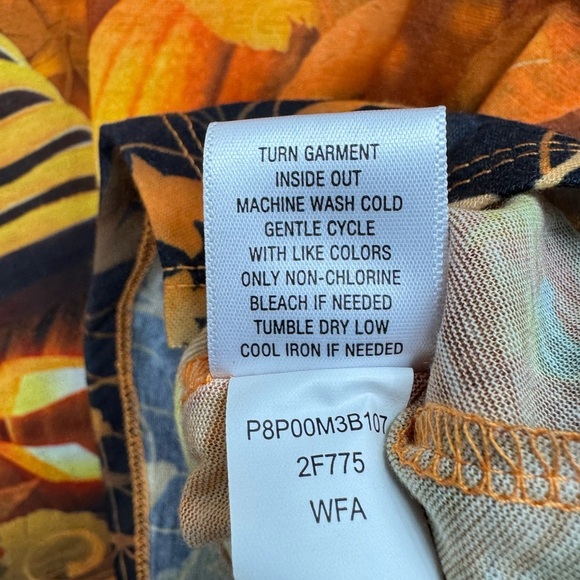 TURN GARMENT
INSIDE OUT
MACHINE WASH COLD
GENTLE CYCLE
WITH LIKE COLORS
ONLY NON-CHLORINE
BLEACH IF NEEDED
TUMBLE DRY LOW
COOL IRON IF NEEDED
P8P00M3B107
2F775
WFA